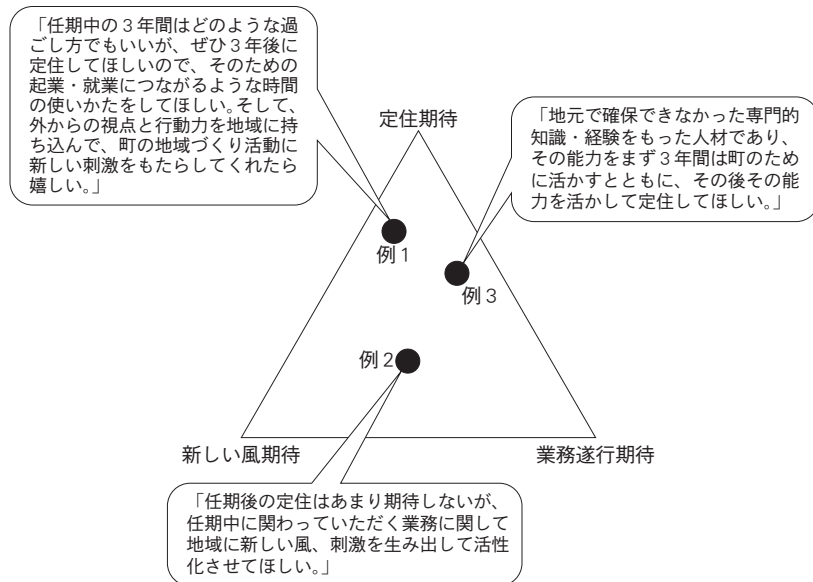 「任期中の3年間はどのような過
ごし方でもいいが、ぜひ3年後に
定住してほしいので、そのための
起業・就業につながるような時間
の使いかたをしてほしい。そして、
外からの視点と行動力を地域に持
ち込んで、町の地域づくり活動に
新しい刺激をもたらしてくれたら
嬉しい。」
定住期待
「地元で確保できなかった専門的
知識・経験をもった人材であり、
その能力をまず3年間は町のため
に活かすとともに、その後その能
力を活かして定住してほしい。」
例1
例3
例2
新しい風期待
業務遂行期待
「任期後の定住はあまり期待しないが、
任期中に関わっていただく業務に関して
地域に新しい風、刺激を生み出して活性
化させてほしい。」